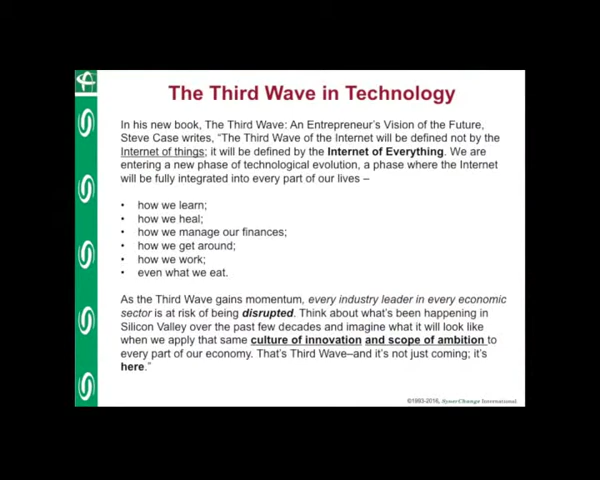 The Third Wave in Technology
In his new book, The Third Wave: An Entrepreneur's Vision of the Future,
Steve Case writes, “The Third Wave of the Internet will be defined not by the
Internet of things; it will be defined by the Internet of Everything. We are
entering a new phase of technological evolution, a phase where the Internet
will be fully integrated into every part of our lives –
• how we learn;
• how we heal;
• how we manage our finances;
• how we get around;
• how we work;
• even what we eat.
As the Third Wave gains momentum, every industry leader in every economic
sector is at risk of being disrupted. Think about what's been happening in
Silicon Valley over the past few decades and imagine what it will look like
when we apply that same culture of innovation and scope of ambition to
every part of our economy. That's Third Wave–and it's not just coming; it's
here.”
©1993-2016, SynerChange International